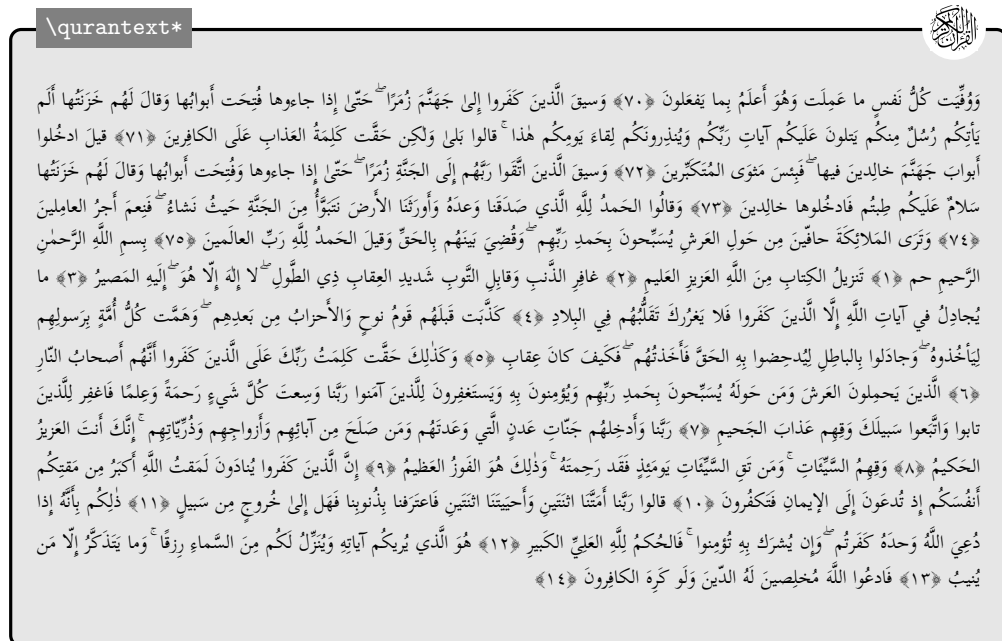 \qurantext*
وَوُفِّيَت كُلُّ نَفسٍ ما عَمِلَت وَهُوَ أَعلَمُ بِما يَفعَلونَ ﴿٧٠﴾ وَسيقَ الَّذينَ كَفَروا إِلىٰ جَهَنَّمَ زُمَرًا ۖ حَتّىٰ إِذا جاءوها فُتِحَت أَبوابُها وَقالَ لَهُم خَزَنَتُها أَلَم
يَأتِكُم رُسُلٌ مِنكُم يَتلونَ عَلَيكُم آياتِ رَبِّكُم وَيُنذِرونَكُم لِقاءَ يَومِكُم هٰذا ۚ قالوا بَلىٰ وَلٰكِن حَقَّت كَلِمَةُ العَذابِ عَلَى الكافِرينَ ﴿٧١﴾ قيلَ ادخُلوا
أَبوابَ جَهَنَّمَ خالِدينَ فيها ۖ فَبِئسَ مَثوَى المُتَكَبِّرينَ ﴿٧٢﴾ وَسيقَ الَّذينَ اتَّقَوا رَبَّهُم إِلَى الجَنَّةِ زُمَرًا ۖ حَتّىٰ إِذا جاءوها وَفُتِحَت أَبوابُها وَقالَ لَهُم خَزَنَتُها
سَلامٌ عَلَيكُم طِبتُم فَادخُلوها خالِدينَ ﴿٧٣﴾ وَقالُوا الحَمدُ لِلَّهِ الَّذي صَدَقَنا وَعدَهُ وَأَورَثَنَا الأَرضَ نَتَبَوَّأُ مِنَ الجَنَّةِ حَيثُ نَشاءُ ۖ فَنِعمَ أَجرُ العامِلينَ
﴿٧٤﴾ وَتَرَى المَلائِكَةَ حافّينَ مِن حَولِ العَرشِ يُسَبِّحونَ بِحَمدِ رَبِّهِم ۖ وَقُضِيَ بَينَهُم بِالحَقِّ وَقيلَ الحَمدُ لِلَّهِ رَبِّ العالَمينَ ﴿٧٥﴾ بِسمِ اللَّهِ الرَّحمٰنِ
الرَّحيمِ حم ﴿١﴾ تَنزيلُ الكِتابِ مِنَ اللَّهِ العَزيزِ العَليمِ ﴿٢﴾ غافِرِ الذَّنبِ وَقابِلِ التَّوبِ شَديدِ العِقابِ ذِي الطَّولِ ۖ لا إِلٰهَ إِلّا هُوَ ۖ إِلَيهِ المَصيرُ ﴿٣﴾ ما
يُجادِلُ في آياتِ اللَّهِ إِلَّا الَّذينَ كَفَروا فَلا يَغرُركَ تَقَلُّبُهُم فِي البِلادِ ﴿٤﴾ كَذَّبَت قَبلَهُم قَومُ نوحٍ وَالأَحزابُ مِن بَعدِهِم ۖ وَهَمَّت كُلُّ أُمَّةٍ بِرَسولِهِم
لِيَأخُذوهُ ۖ وَجادَلوا بِالباطِلِ لِيُدحِضوا بِهِ الحَقَّ فَأَخَذتُهُم ۖ فَكَيفَ كانَ عِقابِ ﴿٥﴾ وَكَذٰلِكَ حَقَّت كَلِمَتُ رَبِّكَ عَلَى الَّذينَ كَفَروا أَنَّهُم أَصحابُ النّارِ
﴿٦﴾ الَّذينَ يَحمِلونَ العَرشَ وَمَن حَولَهُ يُسَبِّحونَ بِحَمدِ رَبِّهِم وَيُؤمِنونَ بِهِ وَيَستَغفِرونَ لِلَّذينَ آمَنوا رَبَّنا وَسِعتَ كُلَّ شَيءٍ رَحمَةً وَعِلمًا فَاغفِر لِلَّذينَ
تابوا وَاتَّبَعوا سَبيلَكَ وَقِهِم عَذابَ الجَحيمِ ﴿٧﴾ رَبَّنا وَأَدخِلهُم جَنّاتِ عَدنٍ الَّتي وَعَدتَهُم وَمَن صَلَحَ مِن آبائِهِم وَأَزواجِهِم وَذُرِّيّاتِهِم ۚ إِنَّكَ أَنتَ العَزيزُ
الحَكيمُ ﴿٨﴾ وَقِهِمُ السَّيِّئَاتِ ۚ وَمَن تَقِ السَّيِّئَاتِ يَومَئِذٍ فَقَد رَحِمتَهُ ۚ وَذٰلِكَ هُوَ الفَوزُ العَظيمُ ﴿٩﴾ إِنَّ الَّذينَ كَفَروا يُنادَونَ لَمَقتُ اللَّهِ أَكبَرُ مِن مَقتِكُم
أَنفُسَكُم إِذ تُدعَونَ إِلَى الإيمانِ فَتَكفُرونَ ﴿١٠﴾ قالوا رَبَّنا أَمَتَّنَا اثنَتَينِ وَأَحيَيتَنَا اثنَتَينِ فَاعتَرَفنا بِذُنوبِنا فَهَل إِلىٰ خُروجٍ مِن سَبيلٍ ﴿١١﴾ ذٰلِكُم بِأَنَّهُ إِذا
دُعِيَ اللَّهُ وَحدَهُ كَفَرتُم ۖ وَإِن يُشرَك بِهِ تُؤمِنوا ۚ فَالحُكمُ لِلَّهِ العَلِيِّ الكَبيرِ ﴿١٢﴾ هُوَ الَّذي يُريكُم آياتِهِ وَيُنَزِّلُ لَكُم مِنَ السَّماءِ رِزقًا ۚ وَما يَتَذَكَّرُ إِلّا مَن
يُنيبُ ﴿١٣﴾ فَادعُوا اللَّهَ مُخلِصينَ لَهُ الدّينَ وَلَو كَرِهَ الكافِرونَ ﴿١٤﴾